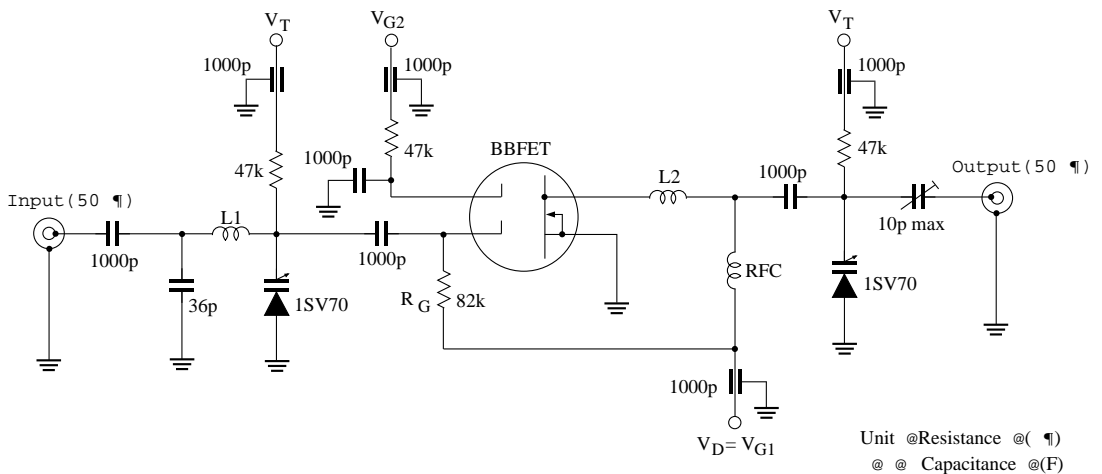 V_T
V_G2
V_T
1000p
1000p
1000p
47k
BBFET
47k
1000p
47k
1000p
Output(50 ¶)
Input(50 ¶)
L1
L2
10p max
1000p
1000p
RFC
36p
1SV70
R_G
82k
1SV70
1000p
V_D= V_G1
Unit @Resistance @( ¶)
@ @ Capacitance @(F)